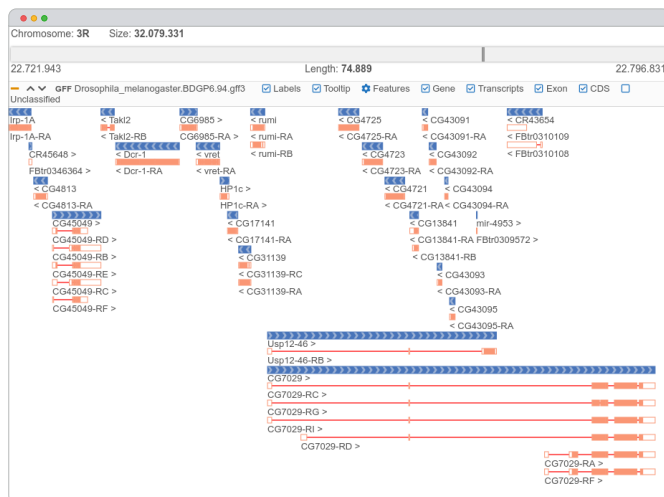 Chromosome: 3R Size: 32.079.331
22.721.943 Length: 74.889 22.796.831
GFF Drosophila_melanogaster.BDGP6.94.gff3 Labels Tooltip Features Gene Transcripts Exon CDS
Unclassified
Irp-1A < Takl2 CG6985 > < rumi < CG4725 < CG43091 < CR43654
Irp-1A-RA < Takl2-RB CG6985-RA > < rumi-RA < CG4725-RA < CG43091-RA < FBtr0310109
CR45648 > < Dcr-1 < vret < rumi-RB < CG4723 < CG43092 < FBtr0310108
FBtr0346364 > < Dcr-1-RA < vret-RA < CG4723-RA < CG43092-RA
< CG4813 HP1c > < CG4721 < CG43094
< CG4813-RA HP1c-RA > < CG4721-RA < CG43094-RA
CG45049 > < CG17141 < CG13841 mir-4953 >
CG45049-RD > < CG17141-RA < CG13841-RA FBtr0309572 >
CG45049-RB > < CG31139 < CG13841-RB
CG45049-RE > < CG31139-RC < CG43093
CG45049-RC > < CG31139-RA < CG43093-RA
CG45049-RF > < CG43095
< CG43095-RA
Usp12-46 >
Usp12-46-RB >
CG7029 >
CG7029-RC >
CG7029-RG >
CG7029-RI >
CG7029-RD >
CG7029-RA >
CG7029-RF >